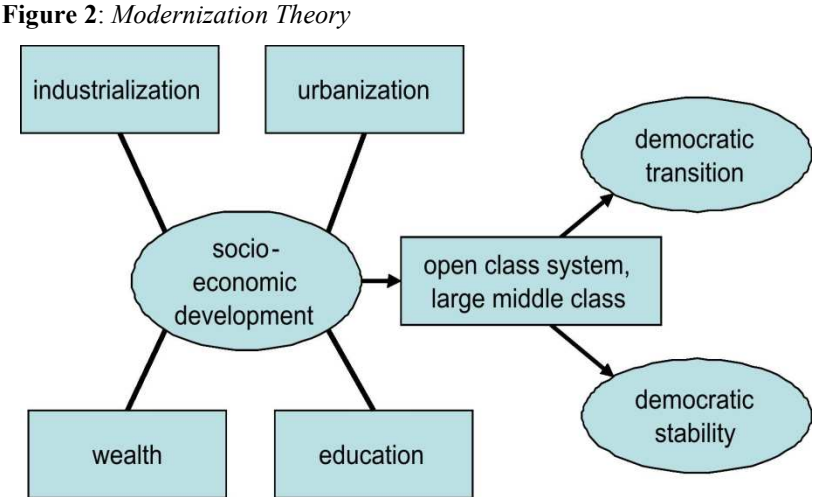 Figure 2: Modernization Theory
industrialization
urbanization
democratic
transition
socio-
economic
development
open class system,
large middle class
democratic
stability
wealth
education